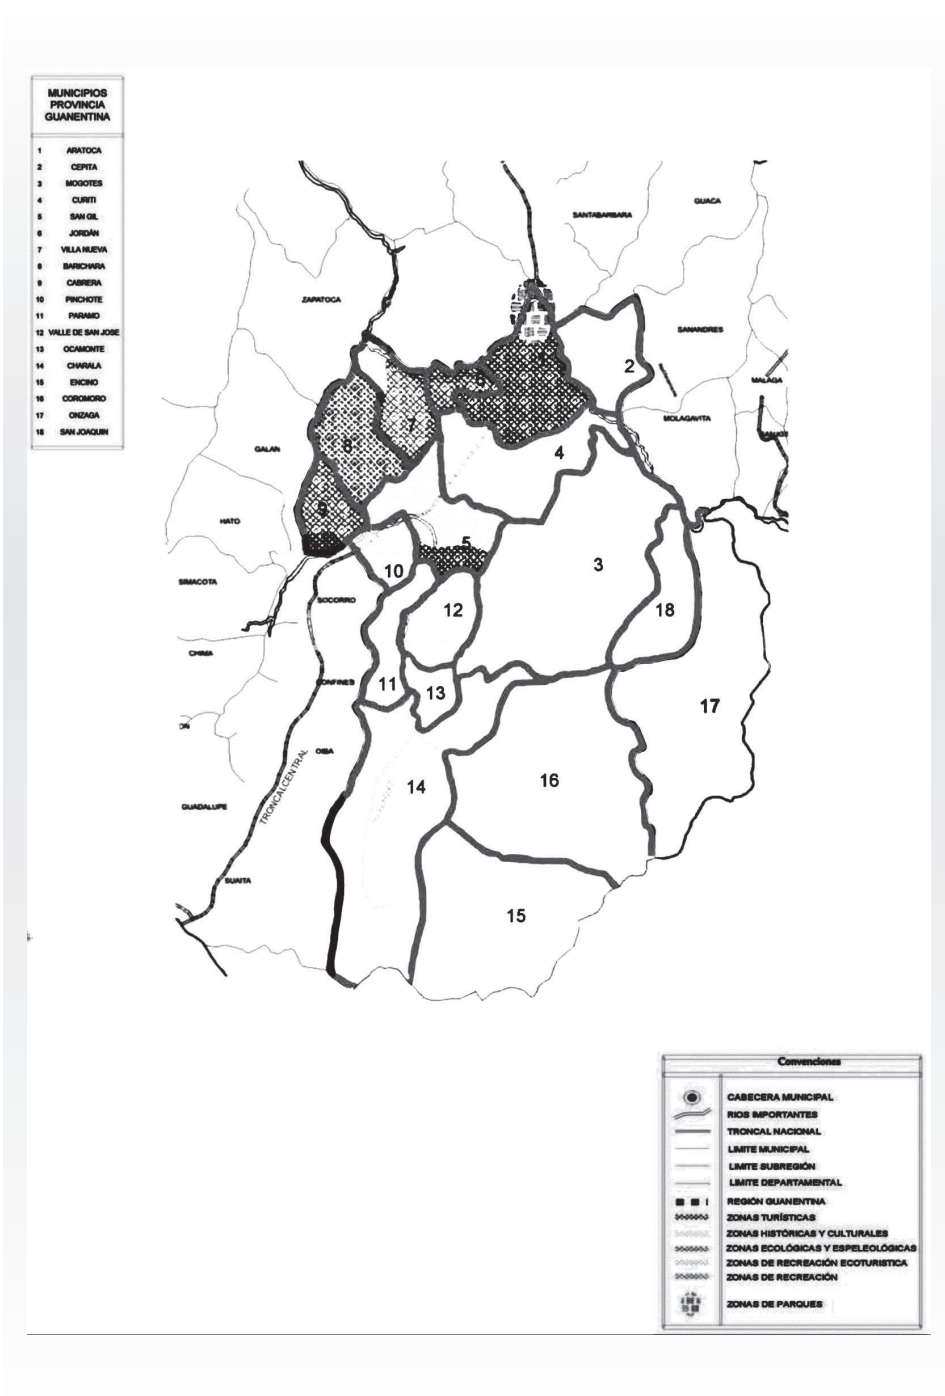 MUNICIPIOS
PROVINCIA
GUANENTINA
1 ARATOCA
2 CEPITA
3 MOGOTES
4 CURITI
5 SAN GIL
6 JORDÁN
7 VILLA NUEVA
8 BARICHARA
9 CABRERA
10 PINCHOTE
11 PARAMO
12 VALLE DE SAN JOSE
13 OCAMONTE
14 CHARALA
15 ENCINO
16 COROMORO
17 ONZAGA
18 SAN JOAQUIN
GUACA
SANTABARBARA
ZAPATOCA
SANANDRES
2
MALAGA
6
MOLAGAVITA
7
8
GALAN
4
9
HATO
5
3
10
SIMACOTA
SOCORRO
12
18
CHIMA
CONFINES
11
13
17
OIBA
TRONCALCENTRAL
14
16
GUADALUPE
SUAITA
15
Convenciones
CABECERA MUNICIPAL
RIOS IMPORTANTES
TRONCAL NACIONAL
LIMITE MUNICIPAL
LIMITE SUBREGIÓN
LIMITE DEPARTAMENTAL
REGIÓN GUANENTINA
ZONAS TURÍSTICAS
ZONAS HISTÓRICAS Y CULTURALES
ZONAS ECOLÓGICAS Y ESPELEOLÓGICAS
ZONAS DE RECREACIÓN ECOTURISTICA
ZONAS DE RECREACIÓN
ZONAS DE PARQUES